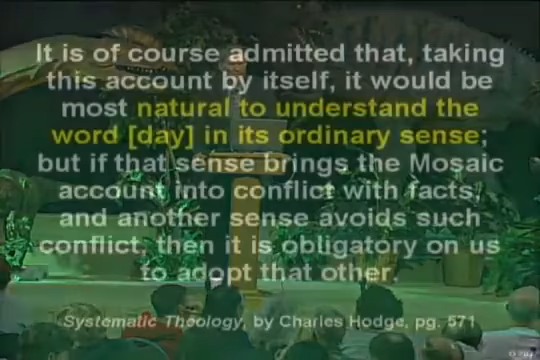 It is of course admitted that, taking
this account by itself, it would be
most natural to understand the
word [day] in its ordinary sense;
but if that sense brings the Mosaic
account into conflict with facts,
and another sense avoids such
conflict, then it is obligatory on us
to adopt that other.
Systematic Theology, by Charles Hodge, pg. 571